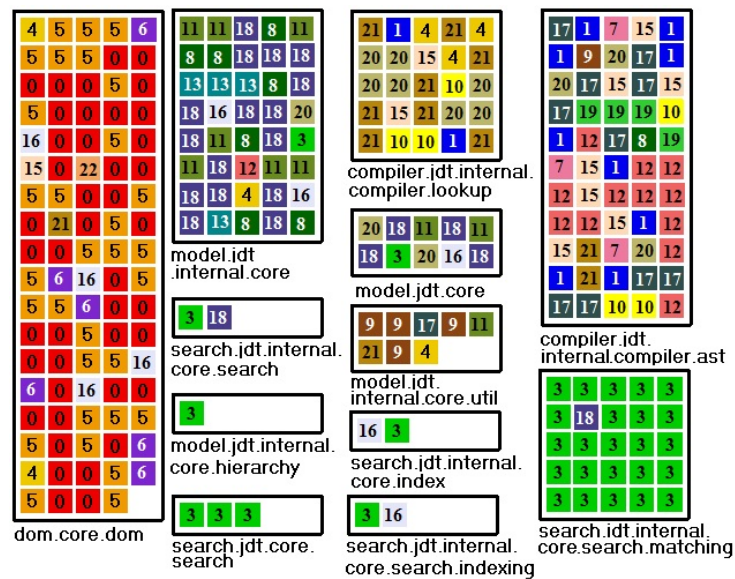 4 5 5 5 6
5 5 5 0 0
0 0 0 5 0
5 0 0 0 0
16 0 0 5 0
15 0 22 0 0
5 5 0 0 5
0 21 0 5 0
0 0 5 5 5
5 6 16 0 5
5 5 6 0 0
0 0 5 0 0
0 0 5 5 16
6 0 16 0 0
0 0 5 5 5
5 0 5 0 6
4 0 0 5 6
5 0 0 5
dom.core.dom
11 11 18 8 11
8 8 18 18 18
13 13 13 8 18
18 16 18 18 20
18 11 8 18 3
11 18 12 11 11
18 18 4 18 16
18 13 8 18 8
model.jdt
.internal.core
3 18
search.jdt.internal.
core.search
3
model.jdt.internal.
core.hierarchy
3 3 3
search.jdt.core.
search
21 1 4 21 4
20 20 15 4 21
20 20 21 10 20
21 15 21 20 20
21 10 10 1 21
compiler.jdt.internal.
compiler.lookup
20 18 11 18 11
18 3 20 16 18
model.jdt.core
9 9 17 9 11
21 9 4
model.jdt.
internal.core.util
16 3
search.jdt.internal.
core.index
3 16
search.jdt.internal.
core.search.indexing
17 1 7 15 1
1 9 20 17 1
20 17 15 17 15
17 19 19 19 10
1 12 17 8 19
7 15 1 12 12
12 15 12 12 12
12 12 15 1 12
15 21 7 20 12
1 21 1 17 17
17 17 10 10 12
compiler.jdt.
internal.compiler.ast
3 3 3 3 3
3 18 3 3 3
3 3 3 3 3
3 3 3 3 3
3 3 3 3 3
search.idt.internal.
core.search.matching